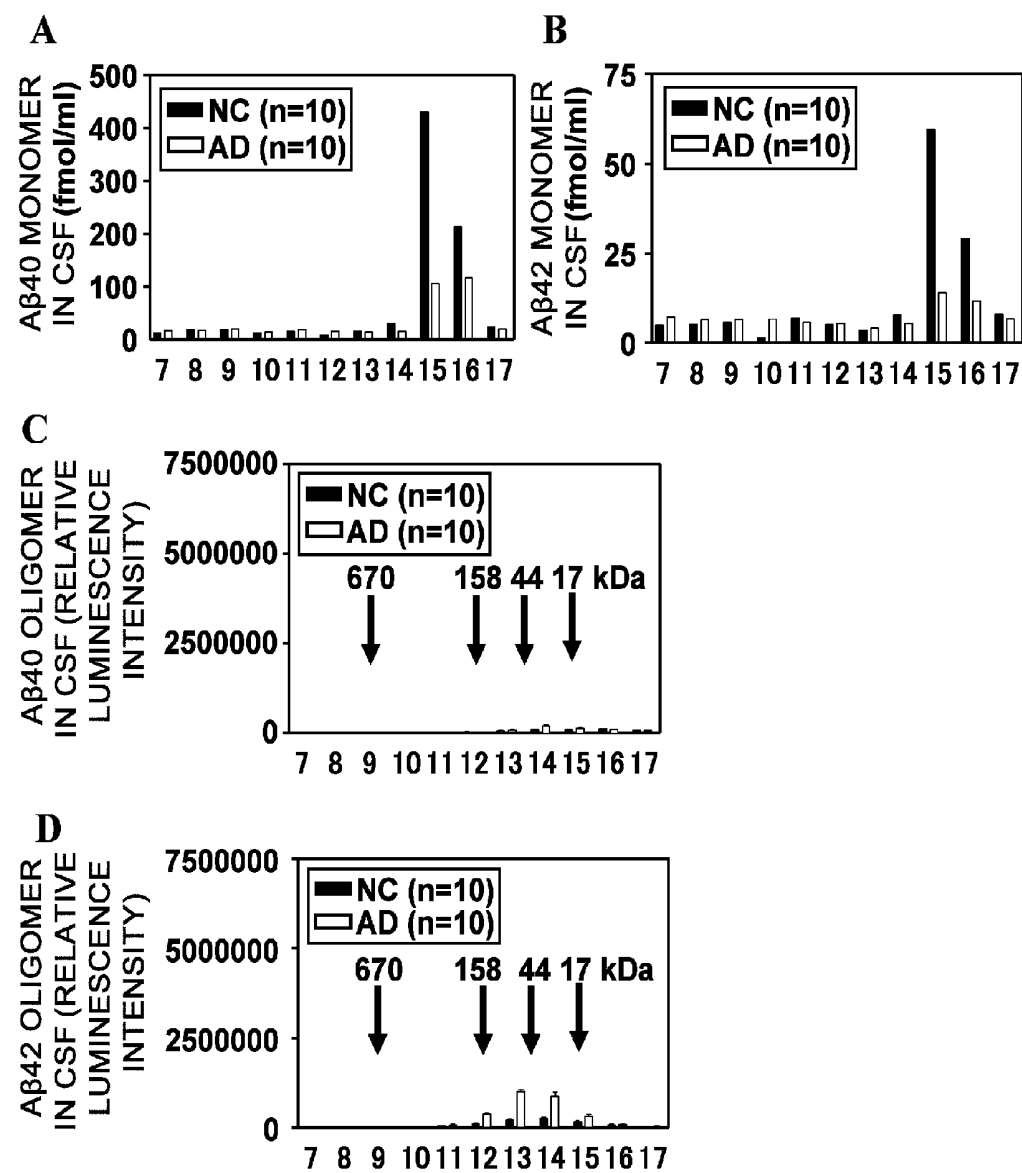 A
Aβ40 MONOMER
IN CSF (fmol/ml)
500
400
300
200
100
0
NC (n=10)
AD (n=10)
7 8 9 10 11 12 13 14 15 16 17
B
Aβ42 MONOMER
IN CSF (fmol/ml)
75
50
25
0
NC (n=10)
AD (n=10)
7 8 9 10 11 12 13 14 15 16 17
C
Aβ40 OLIGOMER
IN CSF (RELATIVE
LUMINESCENCE
INTENSITY)
7500000
5000000
2500000
0
NC (n=10)
AD (n=10)
670 158 44 17 kDa
7 8 9 10 11 12 13 14 15 16 17
D
Aβ42 OLIGOMER
IN CSF (RELATIVE
LUMINESCENCE
INTENSITY)
7500000
5000000
2500000
0
NC (n=10)
AD (n=10)
670 158 44 17 kDa
7 8 9 10 11 12 13 14 15 16 17